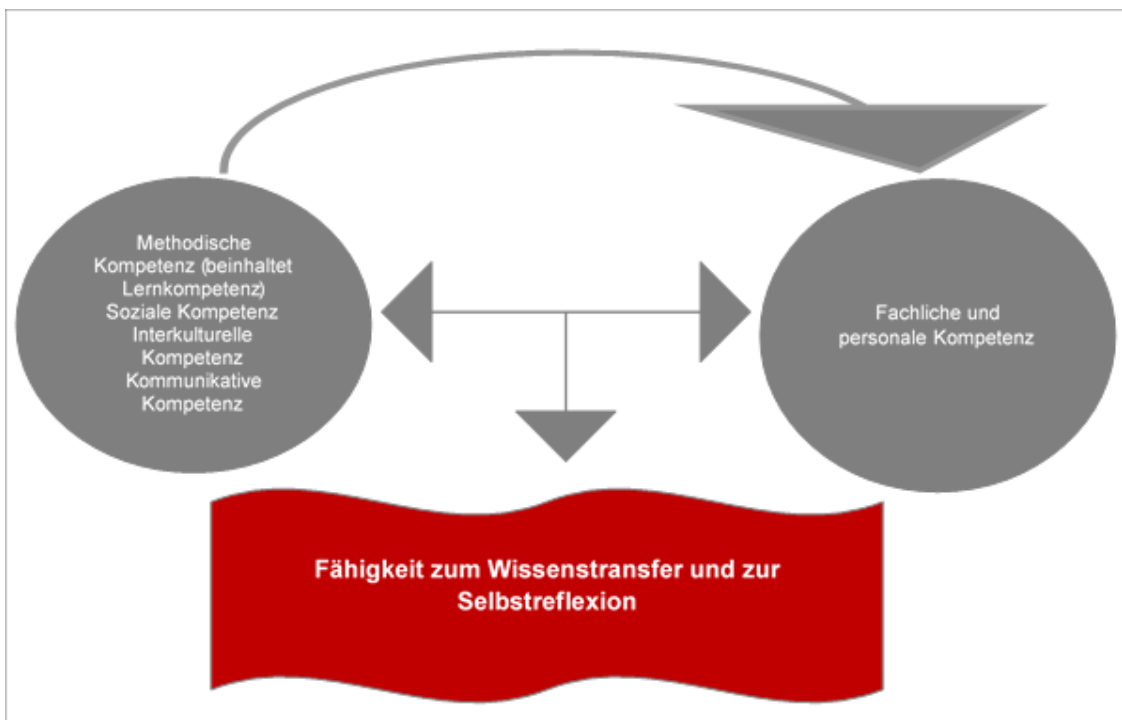 Methodische
Kompetenz (beinhaltet
Lernkompetenz)
Soziale Kompetenz
Interkulturelle
Kompetenz
Kommunikative
Kompetenz
Fachliche und
personale Kompetenz
Fähigkeit zum Wissenstransfer und zur
Selbstreflexion